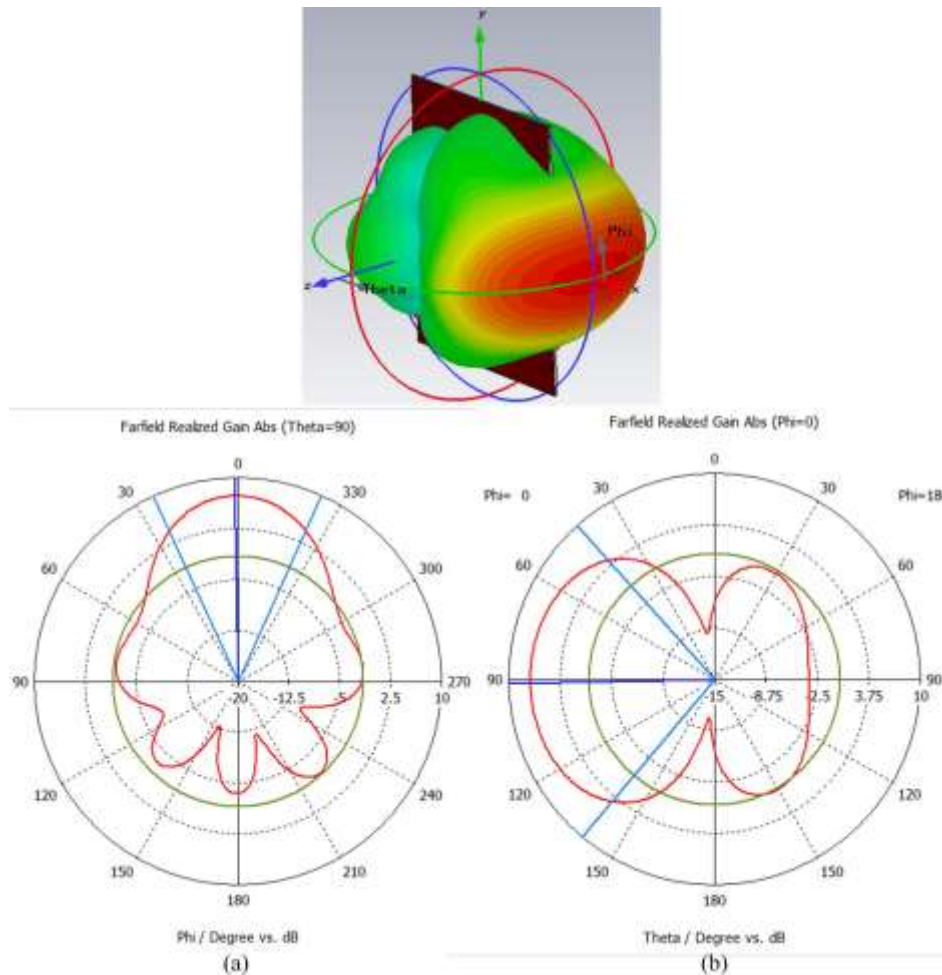 y
Phi
z
Theta
x
Farfield Realized Gain Abs (Theta=90)
0
30
330
60
300
90
-20
-12.5
-5
2.5
10
270
120
240
150
210
180
Phi / Degree vs. dB
(a)
Farfield Realized Gain Abs (Phi=0)
0
Phi= 0
30
30
Phi=18
60
60
90
-15
-8.75
-2.5
3.75
10
90
120
120
150
150
180
Theta / Degree vs. dB
(b)